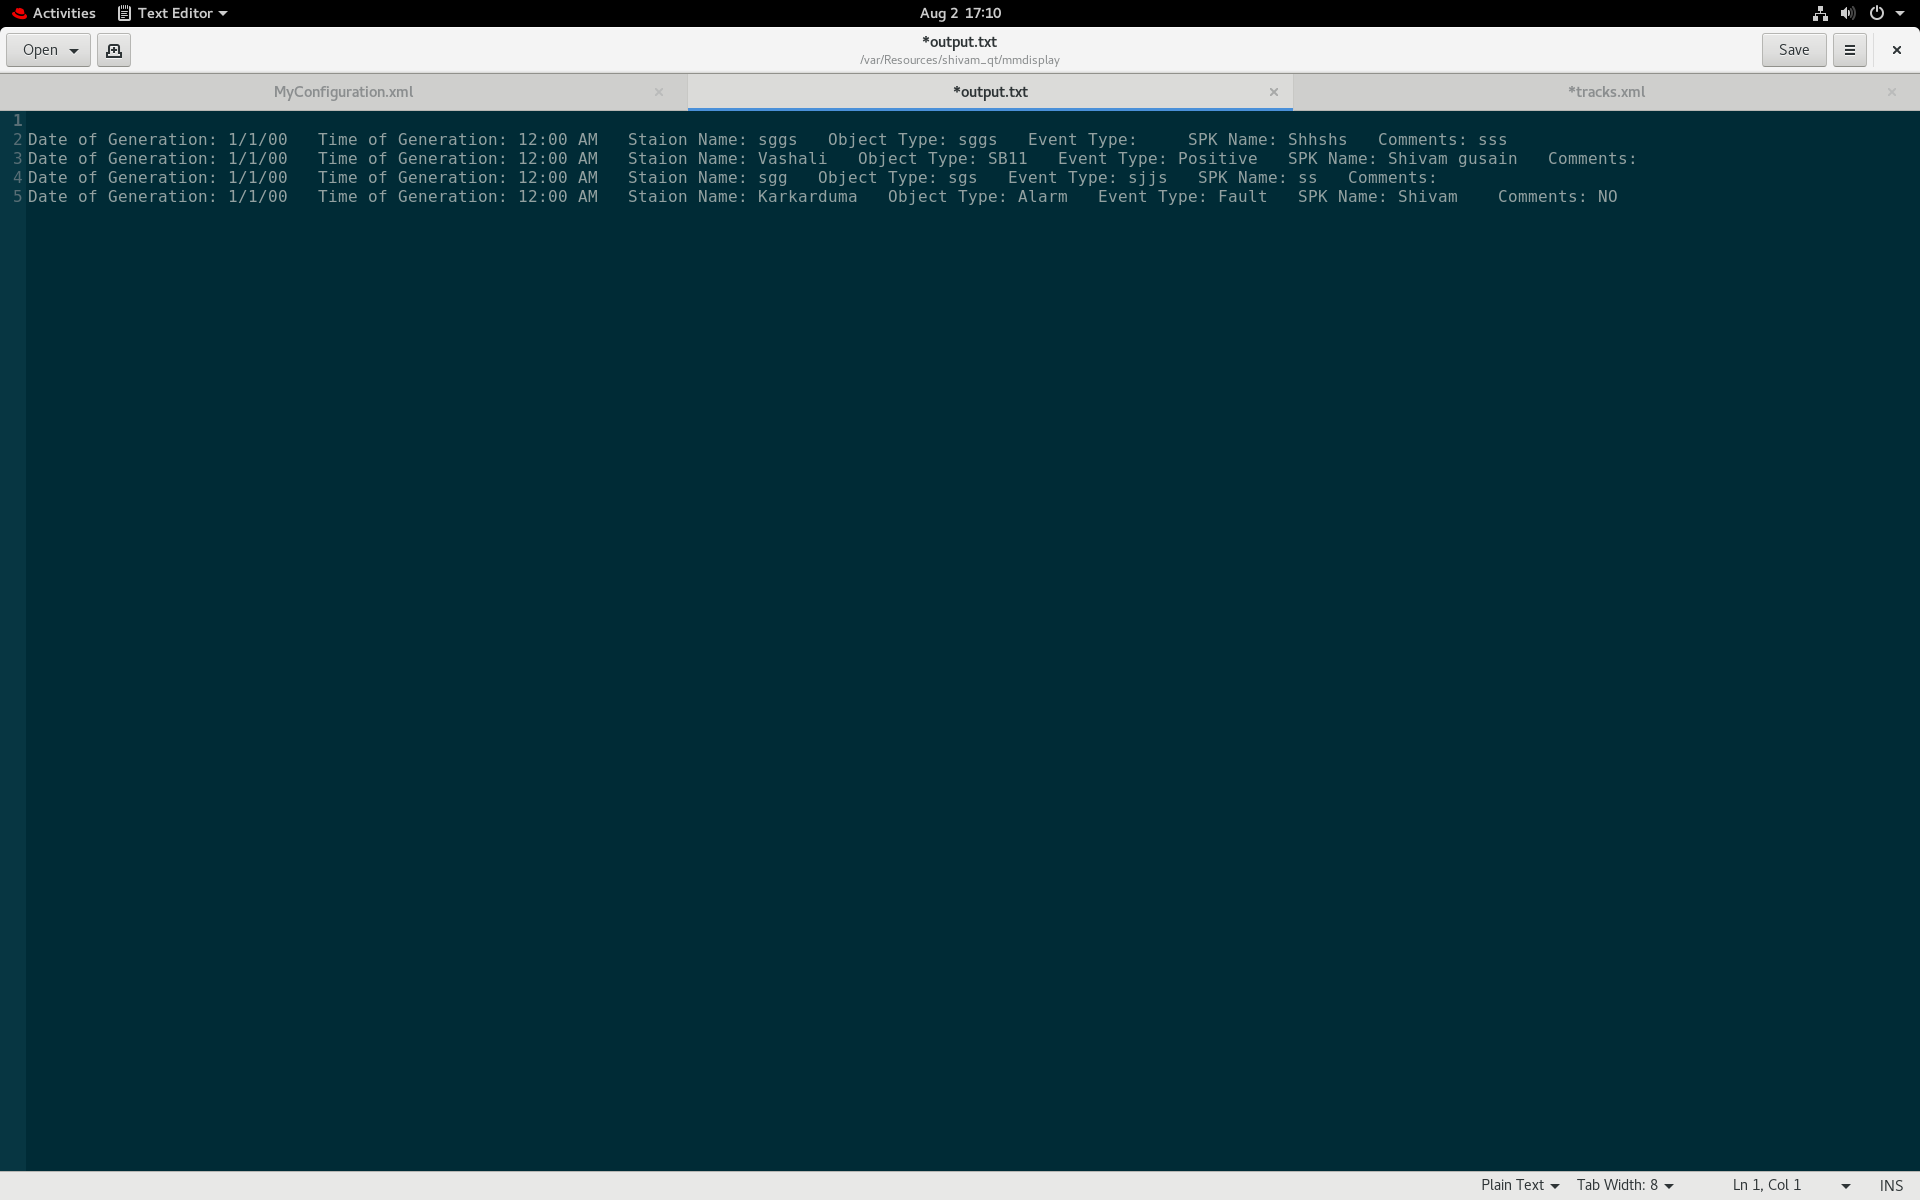 Activities Text Editor Aug 2 17:10
Open *output.txt Save
/var/Resources/shivam_qt/mmdisplay
MyConfiguration.xml *output.txt *tracks.xml
1
2 Date of Generation: 1/1/00   Time of Generation: 12:00 AM   Staion Name: sggs   Object Type: sggs   Event Type:     SPK Name: Shhshs   Comments: sss
3 Date of Generation: 1/1/00   Time of Generation: 12:00 AM   Staion Name: Vashali   Object Type: SB11   Event Type: Positive   SPK Name: Shivam gusain   Comments:
4 Date of Generation: 1/1/00   Time of Generation: 12:00 AM   Staion Name: sgg   Object Type: sgs   Event Type: sjjs   SPK Name: ss   Comments:
5 Date of Generation: 1/1/00   Time of Generation: 12:00 AM   Staion Name: Karkarduma   Object Type: Alarm   Event Type: Fault   SPK Name: Shivam    Comments: NO
Plain Text Tab Width: 8 Ln 1, Col 1 INS